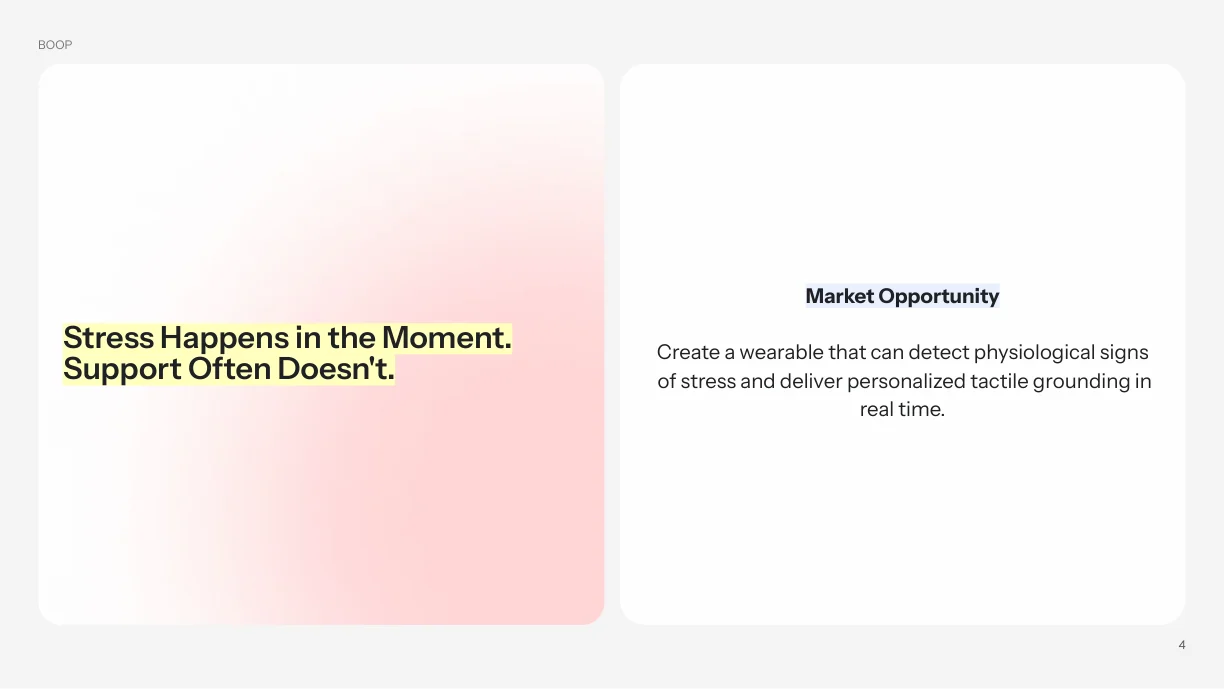 BOOP
Stress Happens in the Moment.
Support Often Doesn't.
Market Opportunity
Create a wearable that can detect physiological signs
of stress and deliver personalized tactile grounding in
real time.
4